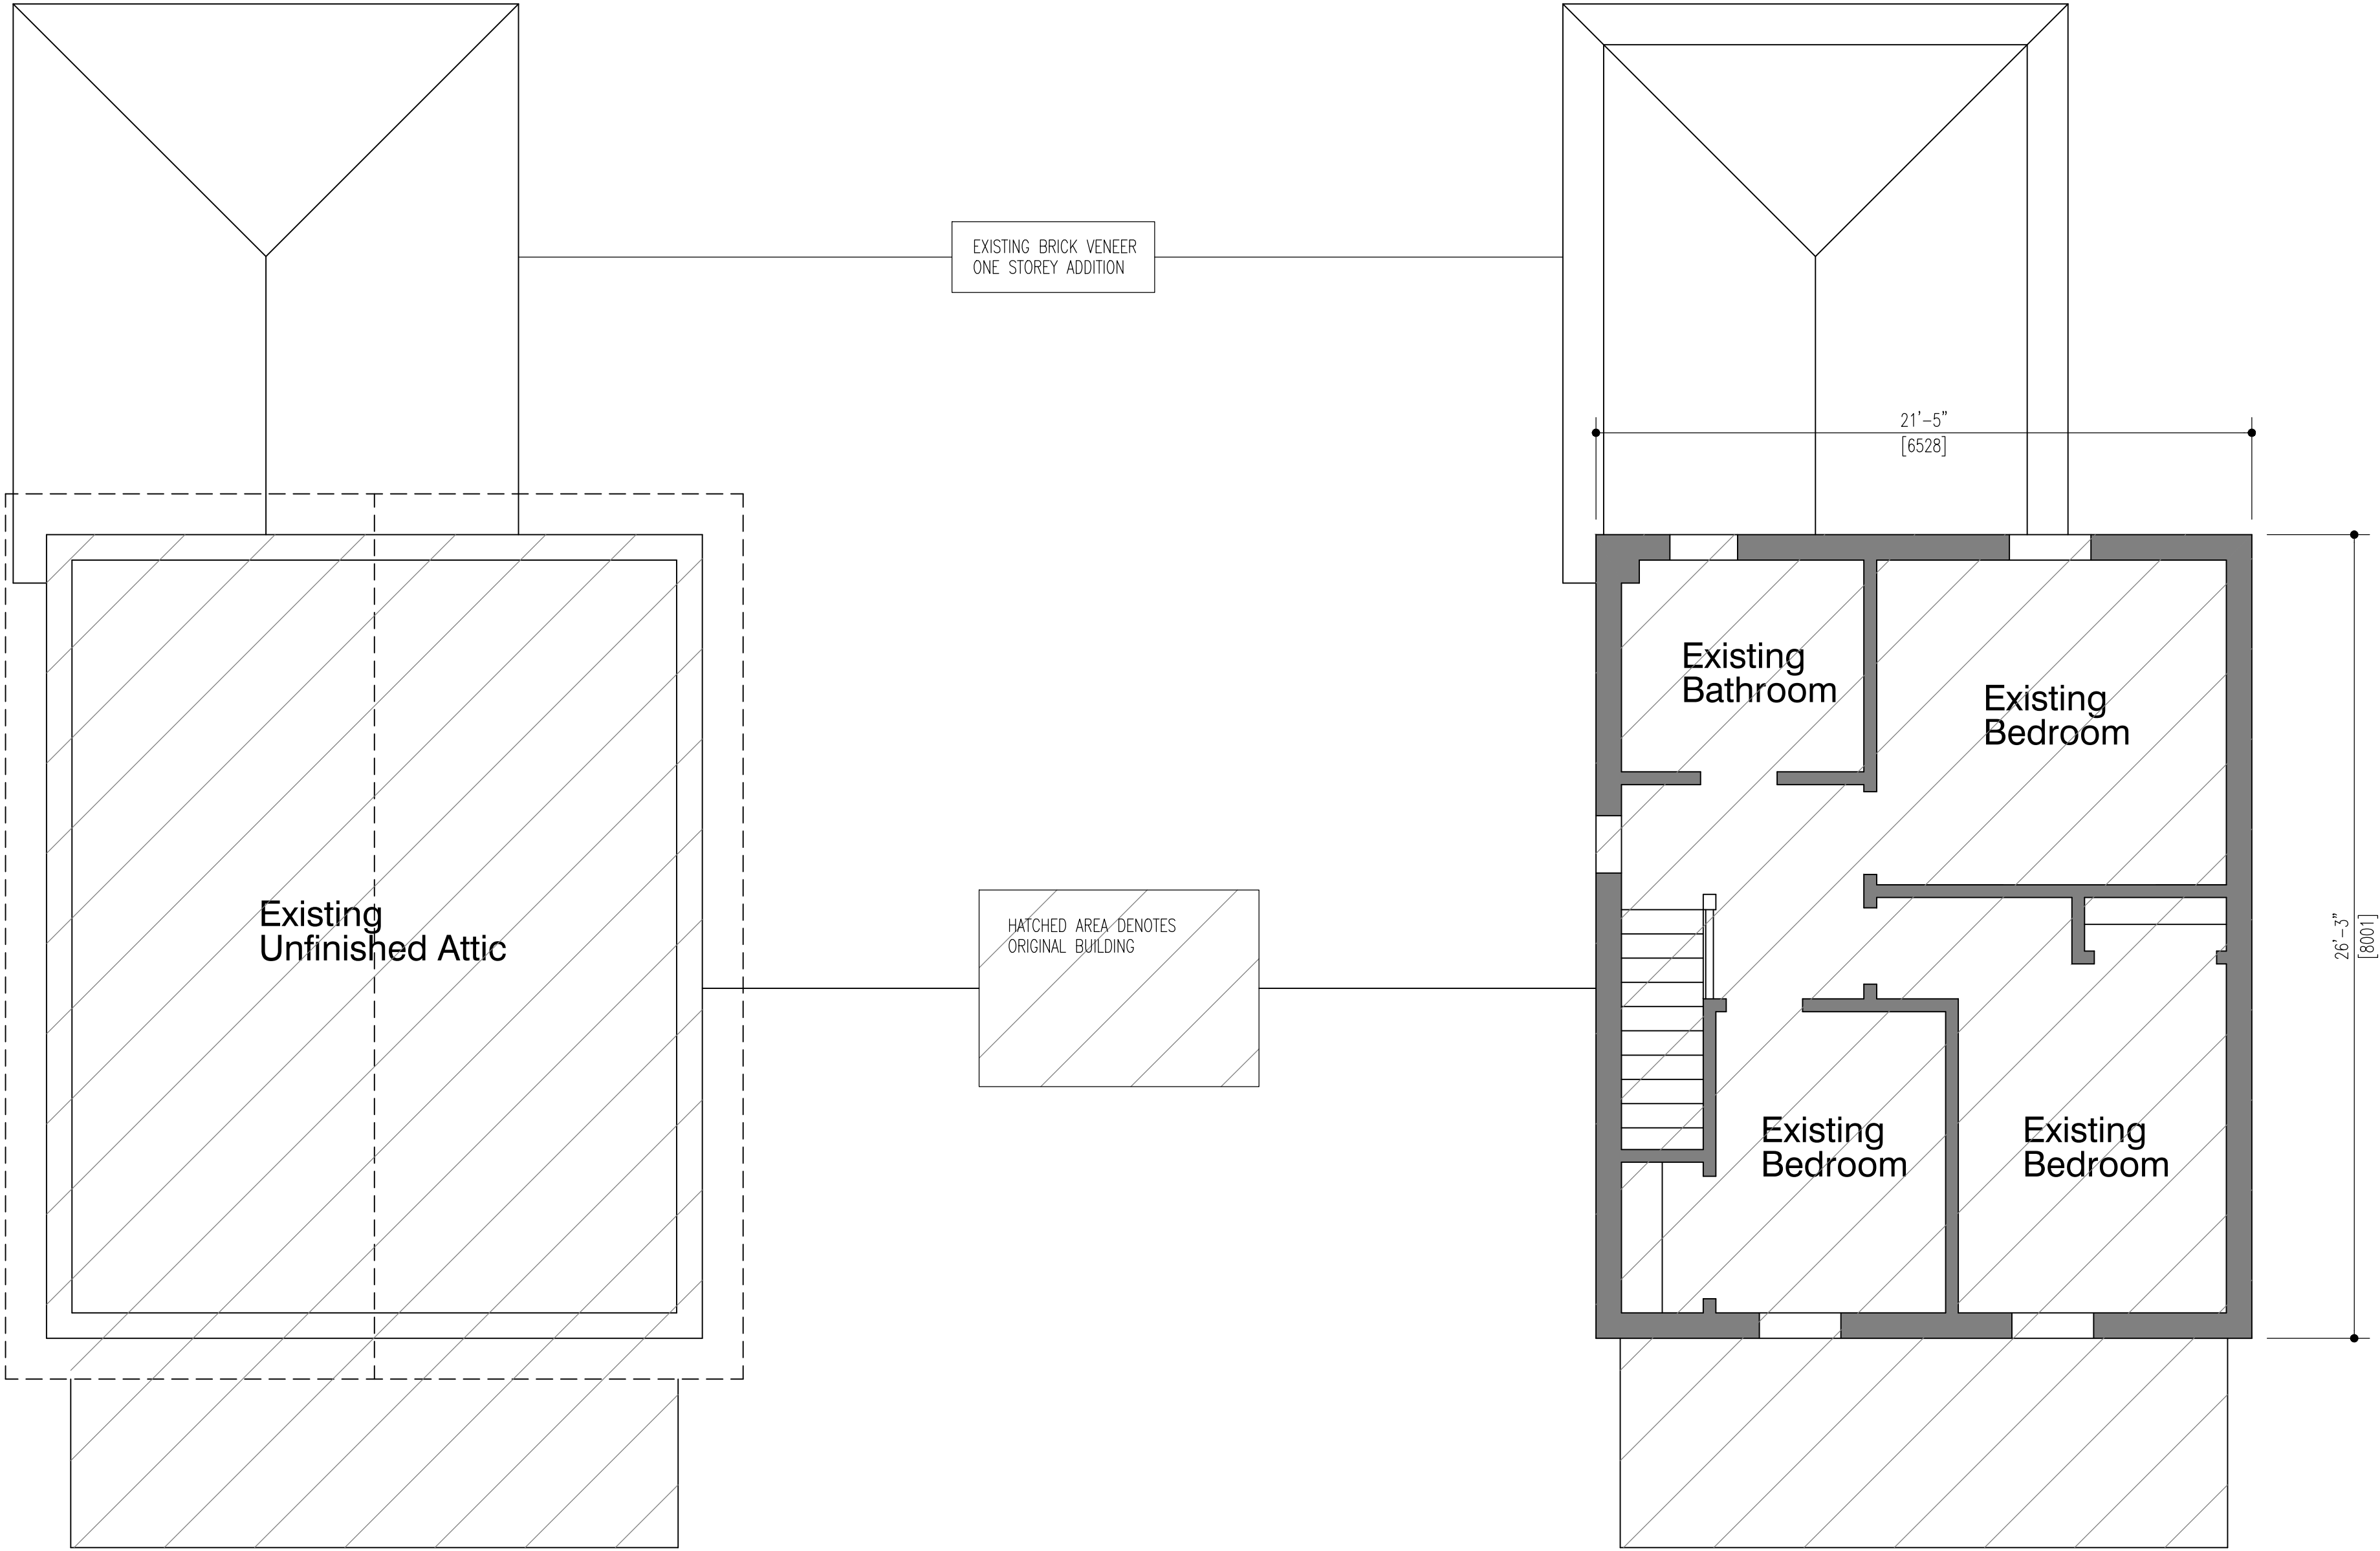 EXISTING BRICK VENEER
ONE STOREY ADDITION
21'-5"
[6528]
Existing
Bathroom
Existing
Bedroom
Existing
Unfinished Attic
HATCHED AREA DENOTES
ORIGINAL BUILDING
26'-3"
[8001]
Existing
Bedroom
Existing
Bedroom